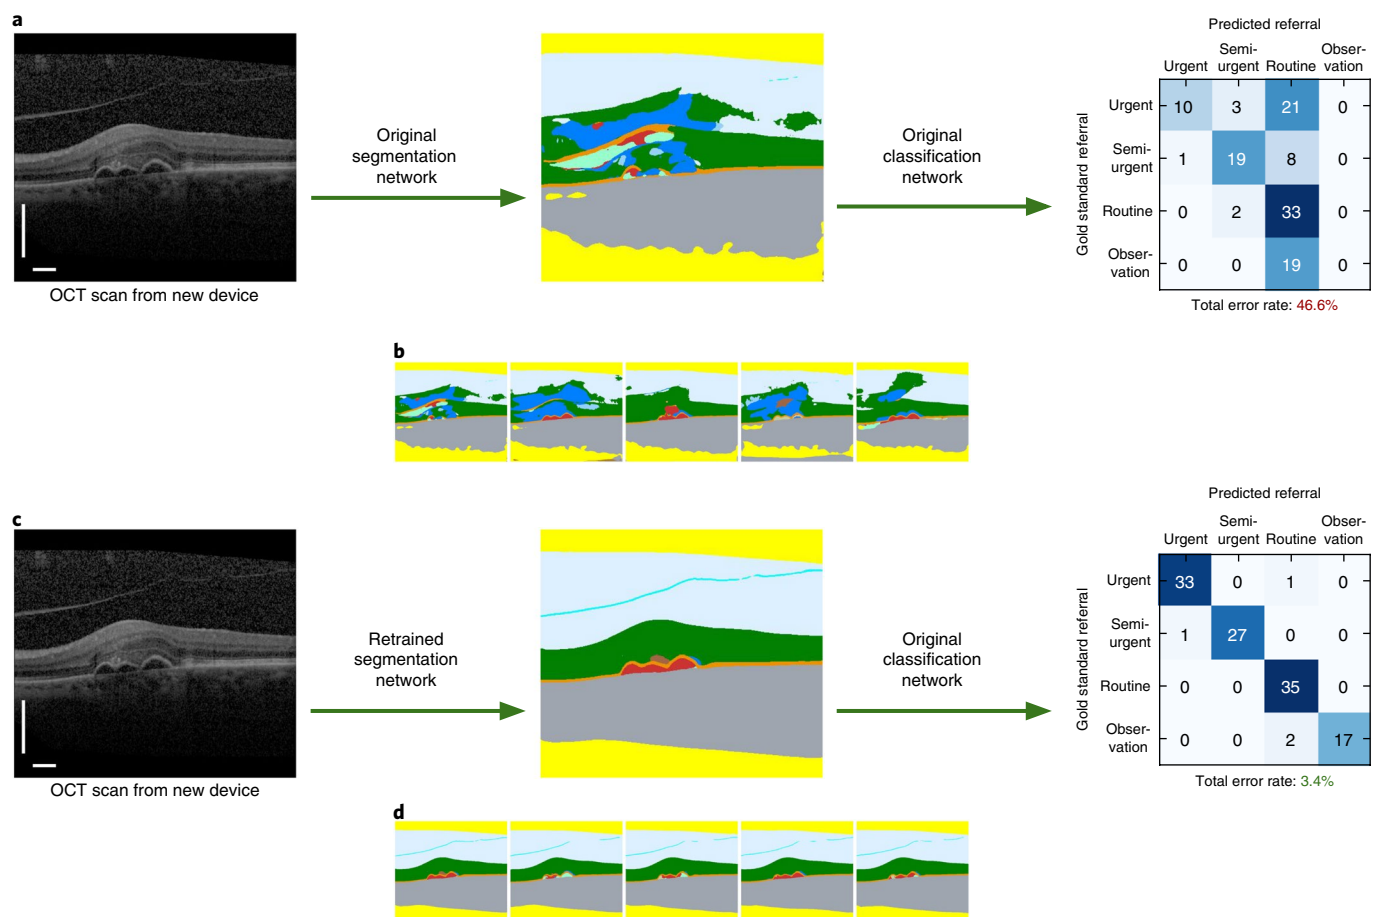 a
OCT scan from new device
Original
segmentation
network
Original
classification
network
Predicted referral
Urgent
Semi-
urgent
Routine
Obser-
vation
Gold standard referral
Urgent
10 3 21 0
Semi-
urgent
1 19 8 0
Routine
0 2 33 0
Obser-
vation
0 0 19 0
Total error rate: 46.6%
b
c
OCT scan from new device
Retrained
segmentation
network
Original
classification
network
Predicted referral
Urgent
Semi-
urgent
Routine
Obser-
vation
Gold standard referral
Urgent
33 0 1 0
Semi-
urgent
1 27 0 0
Routine
0 0 35 0
Obser-
vation
0 0 2 17
Total error rate: 3.4%
d